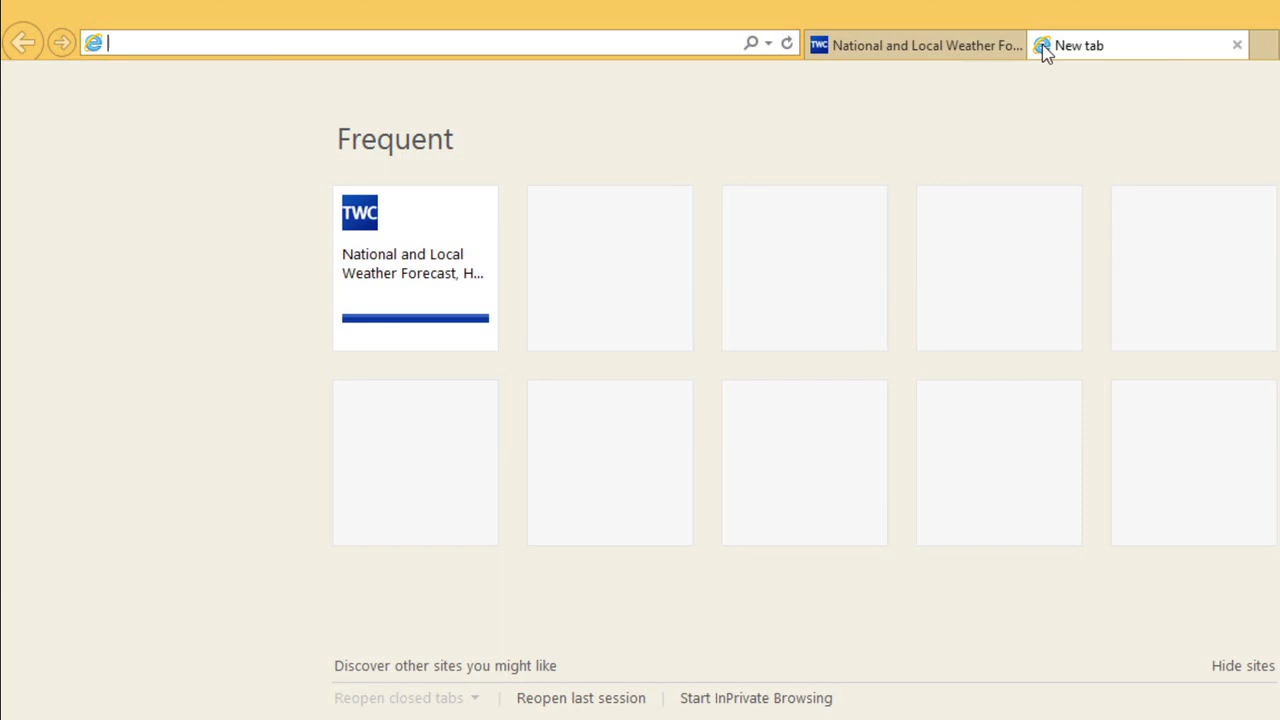 TWC National and Local Weather Fo...
New tab
Frequent
TWC
National and Local
Weather Forecast, H...
Discover other sites you might like
Hide sites
Reopen closed tabs
Reopen last session
Start InPrivate Browsing